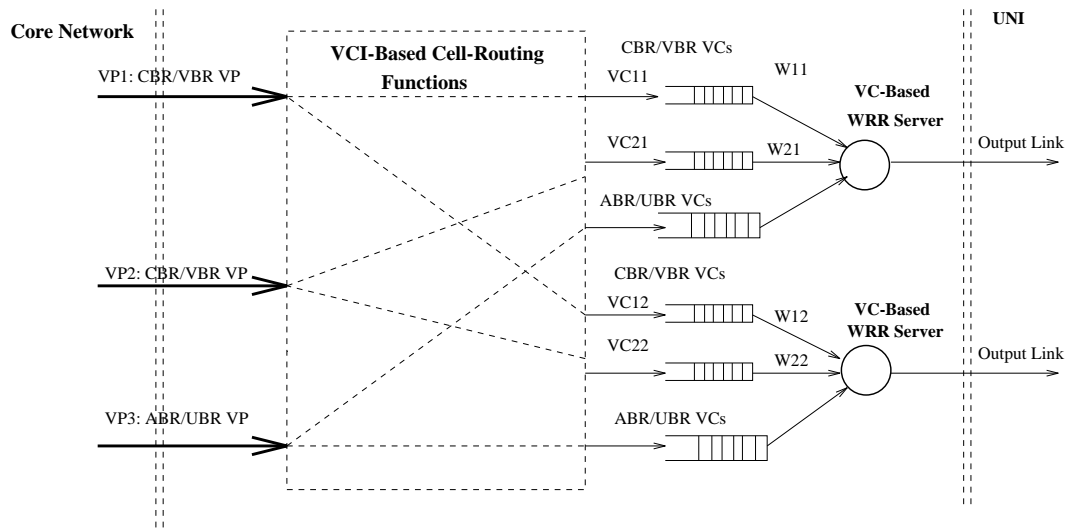 Core Network
UNI
VCI-Based Cell-Routing
Functions
VP1: CBR/VBR VP
CBR/VBR VCs
VC11
W11
VC-Based
WRR Server
VC21
W21
Output Link
ABR/UBR VCs
VP2: CBR/VBR VP
CBR/VBR VCs
VC12
W12
VC-Based
WRR Server
VC22
W22
Output Link
VP3: ABR/UBR VP
ABR/UBR VCs